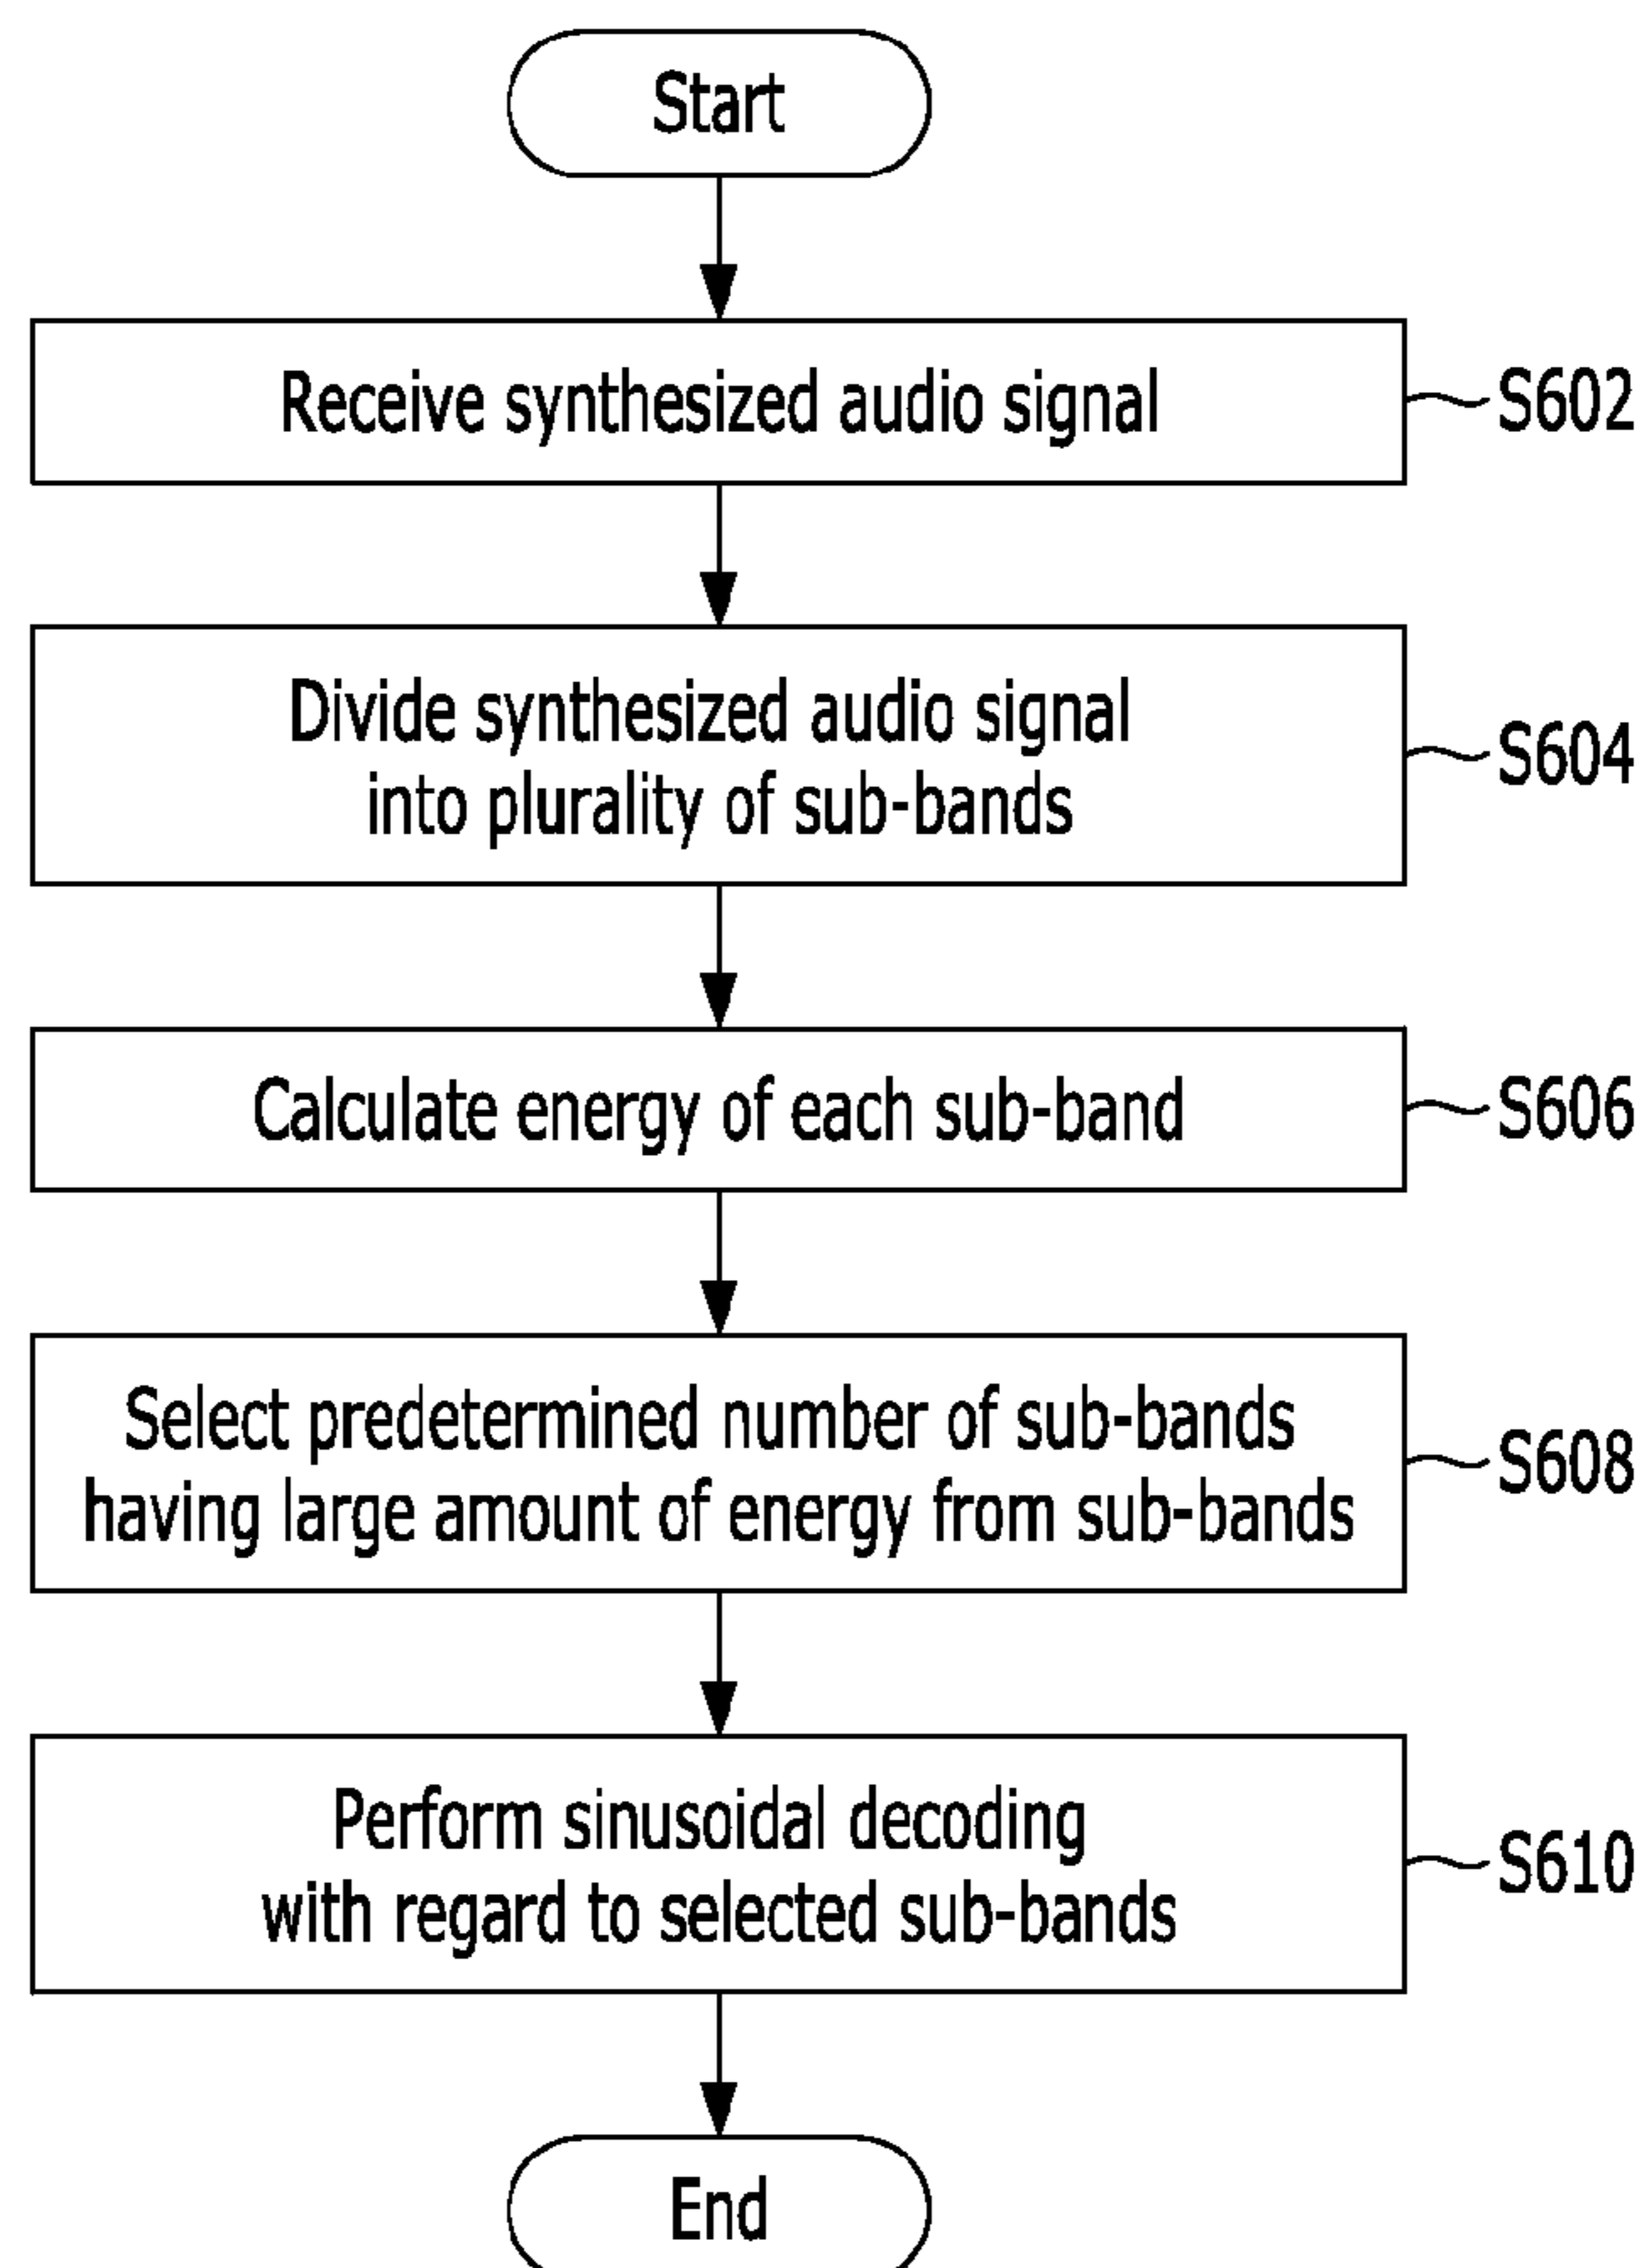 Start
Receive synthesized audio signal
S602
Divide synthesized audio signal
into plurality of sub-bands
S604
Calculate energy of each sub-band
S606
Select predetermined number of sub-bands
having large amount of energy from sub-bands
S608
Perform sinusoidal decoding
with regard to selected sub-bands
S610
End